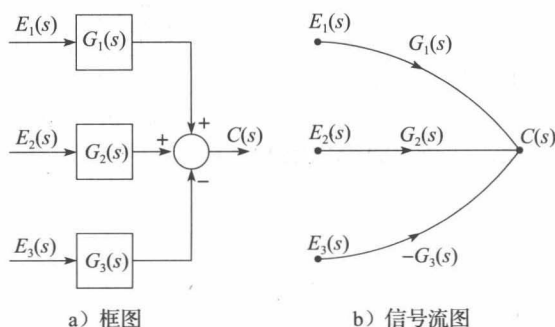 E₁(s)
G₁(s)
+
E₂(s)
G₂(s)
+
C(s)
−
E₃(s)
G₃(s)
a）框图
E₁(s)
G₁(s)
E₂(s)
G₂(s)
C(s)
E₃(s)
−G₃(s)
b）信号流图